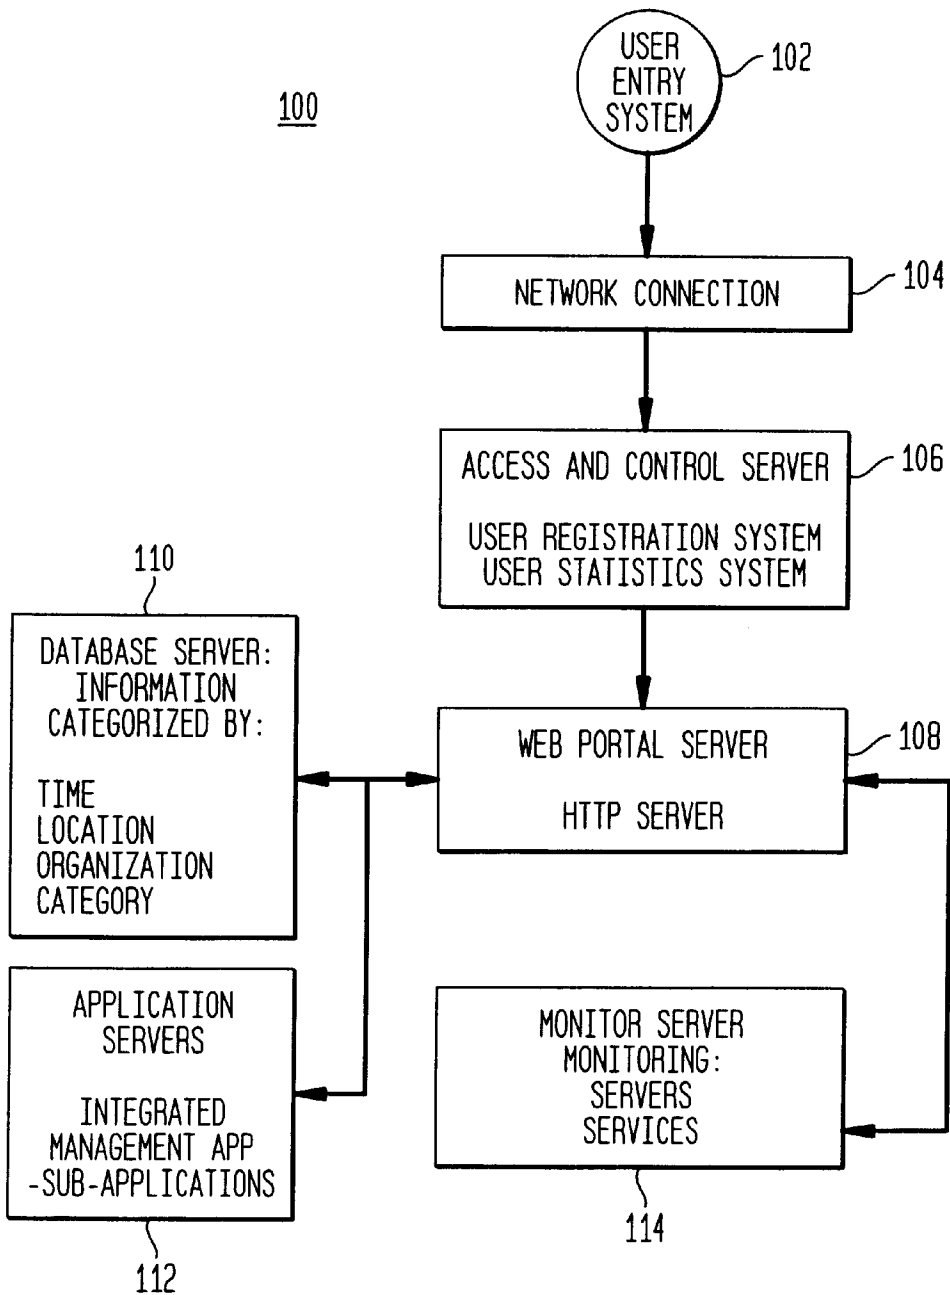 100
USER
ENTRY
SYSTEM
102
NETWORK CONNECTION
104
ACCESS AND CONTROL SERVER
USER REGISTRATION SYSTEM
USER STATISTICS SYSTEM
106
110
DATABASE SERVER:
INFORMATION
CATEGORIZED BY:
TIME
LOCATION
ORGANIZATION
CATEGORY
WEB PORTAL SERVER
HTTP SERVER
108
APPLICATION
SERVERS
INTEGRATED
MANAGEMENT APP
-SUB-APPLICATIONS
112
MONITOR SERVER
MONITORING:
SERVERS
SERVICES
114